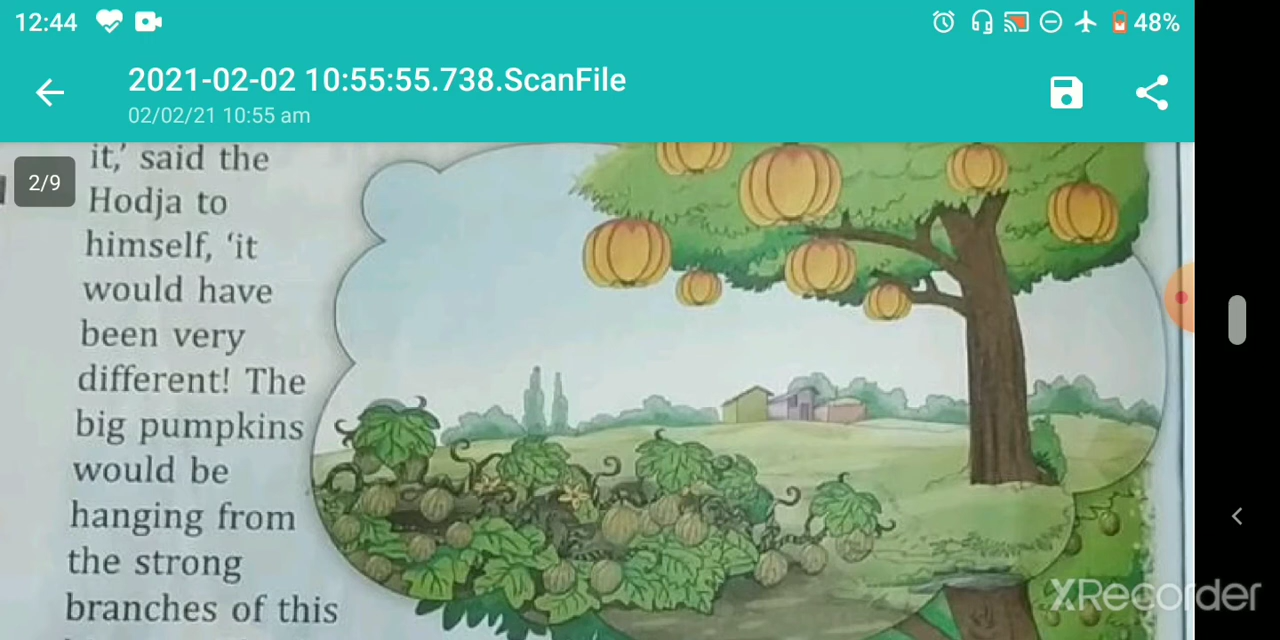 12:44
48%
2021-02-02 10:55:55.738.ScanFile
02/02/21 10:55 am
2/9
it,’ said the
Hodja to
himself, ‘it
would have
been very
different! The
big pumpkins
would be
hanging from
the strong
branches of this
XRecorder